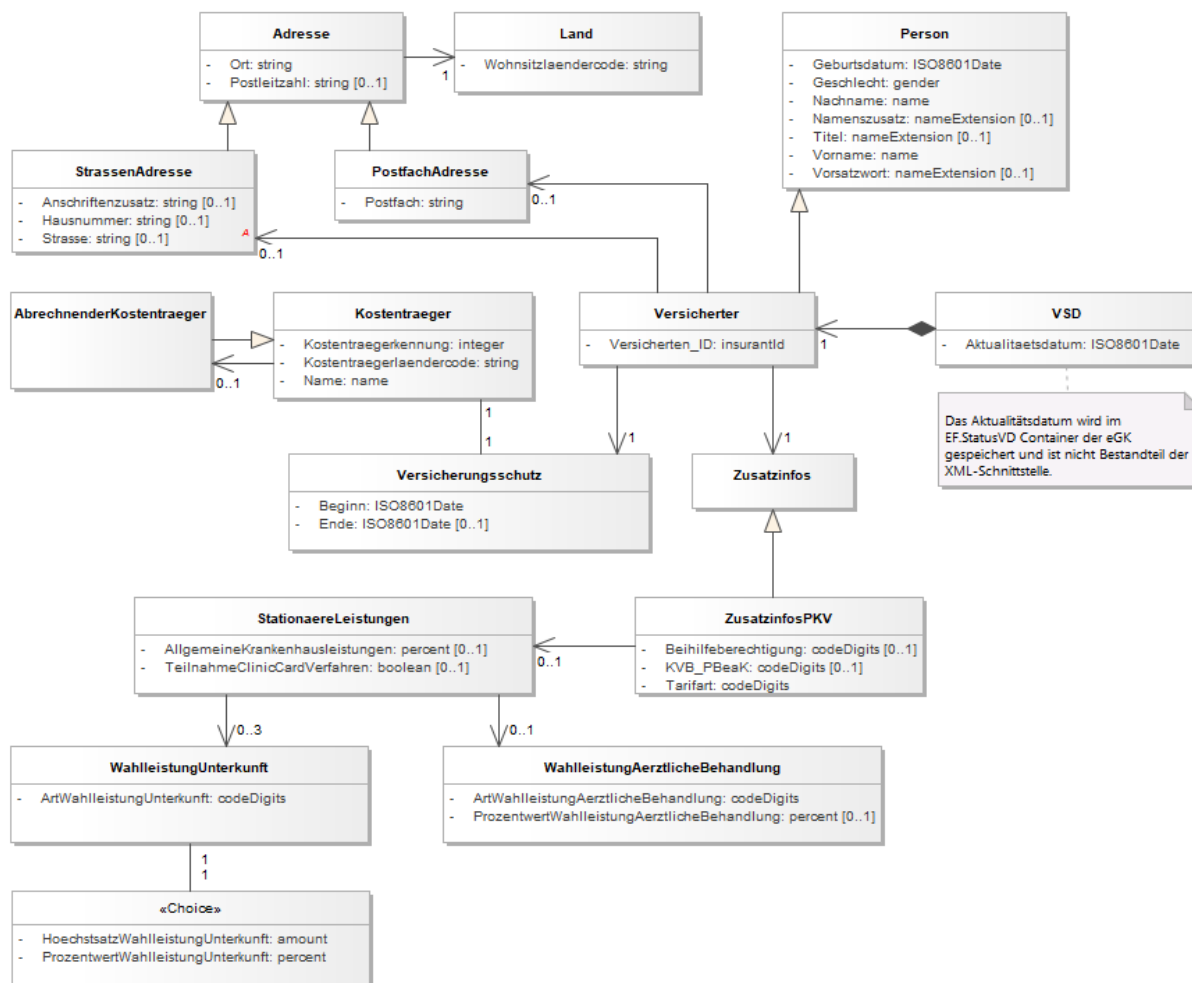 Adresse
- Ort: string
- Postleitzahl: string [0..1]
1
Land
- Wohnsitzlaendercode: string
Person
- Geburtsdatum: ISO8601Date
- Geschlecht: gender
- Nachname: name
- Namenszusatz: nameExtension [0..1]
- Titel: nameExtension [0..1]
- Vorname: name
- Vorsatzwort: nameExtension [0..1]
StrassenAdresse
- Anschriftenzusatz: string [0..1]
- Hausnummer: string [0..1]
- Strasse: string [0..1]
A
0..1
PostfachAdresse
- Postfach: string
0..1
AbrechnenderKostentraeger
0..1
Kostentraeger
- Kostentraegerkennung: integer
- Kostentraegerlaendercode: string
- Name: name
1
1
Versicherter
- Versicherten_ID: insurantId
1
VSD
- Aktualitaetsdatum: ISO8601Date
Das Aktualitätsdatum wird im
EF.StatusVD Container der eGK
gespeichert und ist nicht Bestandteil der
XML-Schnittstelle.
1
1
Versicherungsschutz
- Beginn: ISO8601Date
- Ende: ISO8601Date [0..1]
Zusatzinfos
StationaereLeistungen
- AllgemeineKrankenhausleistungen: percent [0..1]
- TeilnahmeClinicCardVerfahren: boolean [0..1]
0..1
ZusatzinfosPKV
- Beihilfeberechtigung: codeDigits [0..1]
- KVB_PBeaK: codeDigits [0..1]
- Tarifart: codeDigits
0..3
0..1
WahlleistungUnterkunft
- ArtWahlleistungUnterkunft: codeDigits
WahlleistungAerztlicheBehandlung
- ArtWahlleistungAerztlicheBehandlung: codeDigits
- ProzentwertWahlleistungAerztlicheBehandlung: percent [0..1]
1
1
«Choice»
- HoechstsatzWahlleistungUnterkunft: amount
- ProzentwertWahlleistungUnterkunft: percent